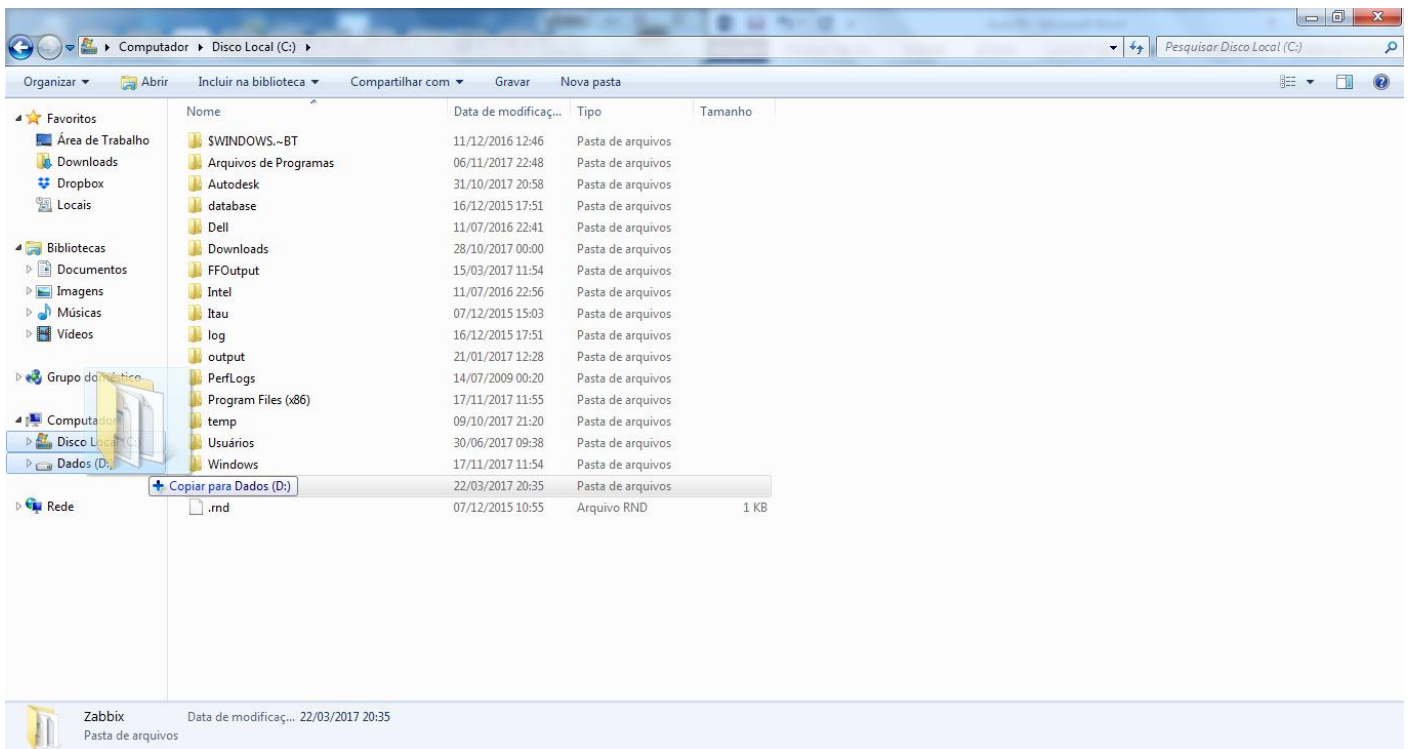 Computador Disco Local (C:)
Pesquisar Disco Local (C:)
Organizar Abrir Incluir na biblioteca Compartilhar com Gravar Nova pasta
Favoritos
Área de Trabalho
Downloads
Dropbox
Locais
Bibliotecas
Documentos
Imagens
Músicas
Vídeos
Grupo doméstico
Computador
Disco Local (C:)
Dados (D:)
Rede
Nome Data de modificaç... Tipo Tamanho
$WINDOWS.~BT 11/12/2016 12:46 Pasta de arquivos
Arquivos de Programas 06/11/2017 22:48 Pasta de arquivos
Autodesk 31/10/2017 20:58 Pasta de arquivos
database 16/12/2015 17:51 Pasta de arquivos
Dell 11/07/2016 22:41 Pasta de arquivos
Downloads 28/10/2017 00:00 Pasta de arquivos
FFOutput 15/03/2017 11:54 Pasta de arquivos
Intel 11/07/2016 22:56 Pasta de arquivos
Itau 07/12/2015 15:03 Pasta de arquivos
log 16/12/2015 17:51 Pasta de arquivos
output 21/01/2017 12:28 Pasta de arquivos
PerfLogs 14/07/2009 00:20 Pasta de arquivos
Program Files (x86) 17/11/2017 11:55 Pasta de arquivos
temp 09/10/2017 21:20 Pasta de arquivos
Usuários 30/06/2017 09:38 Pasta de arquivos
Windows 17/11/2017 11:54 Pasta de arquivos
Copiar para Dados (D:) 22/03/2017 20:35 Pasta de arquivos
.rnd 07/12/2015 10:55 Arquivo RND 1 KB
Zabbix Data de modificaç... 22/03/2017 20:35
Pasta de arquivos